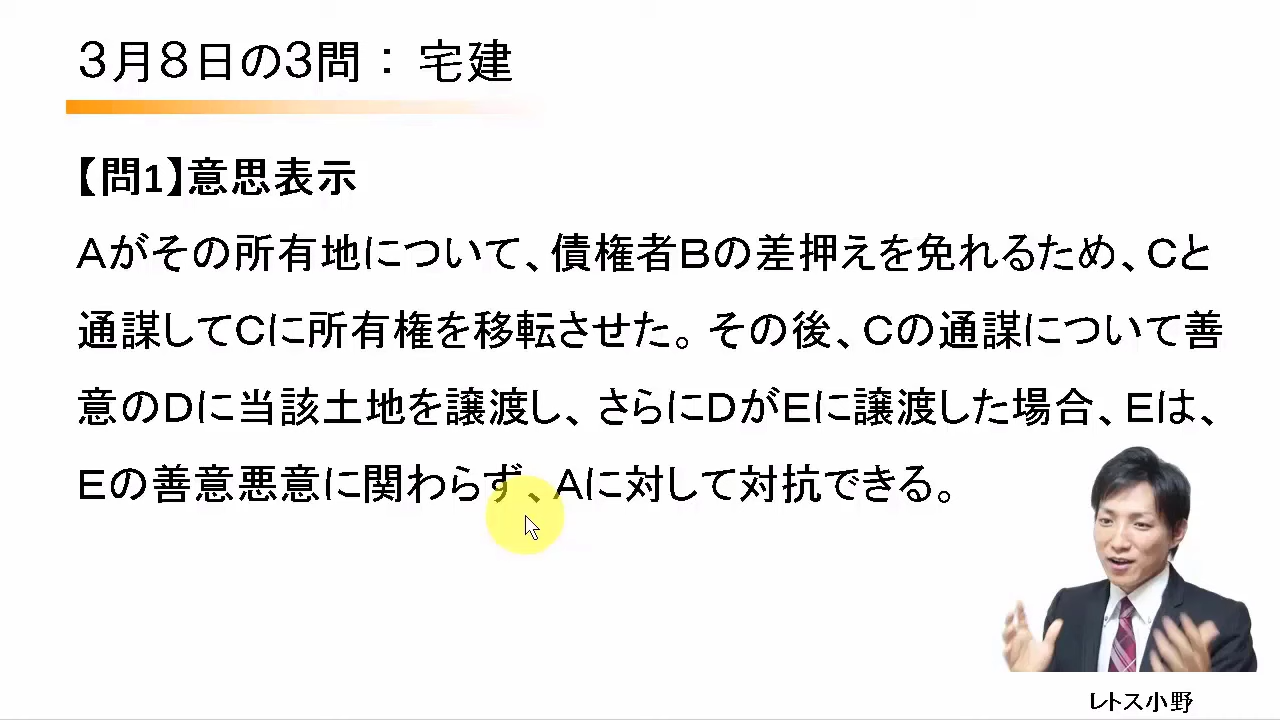 ３月８日の３問： 宅建
【問1】意思表示
Ａがその所有地について、債権者Ｂの差押えを免れるため、Ｃと
通謀してＣに所有権を移転させた。その後、Ｃの通謀について善
意のＤに当該土地を譲渡し、さらにＤがＥに譲渡した場合、Ｅは、
Ｅの善意悪意に関わらず、Ａに対して対抗できる。
レトス小野